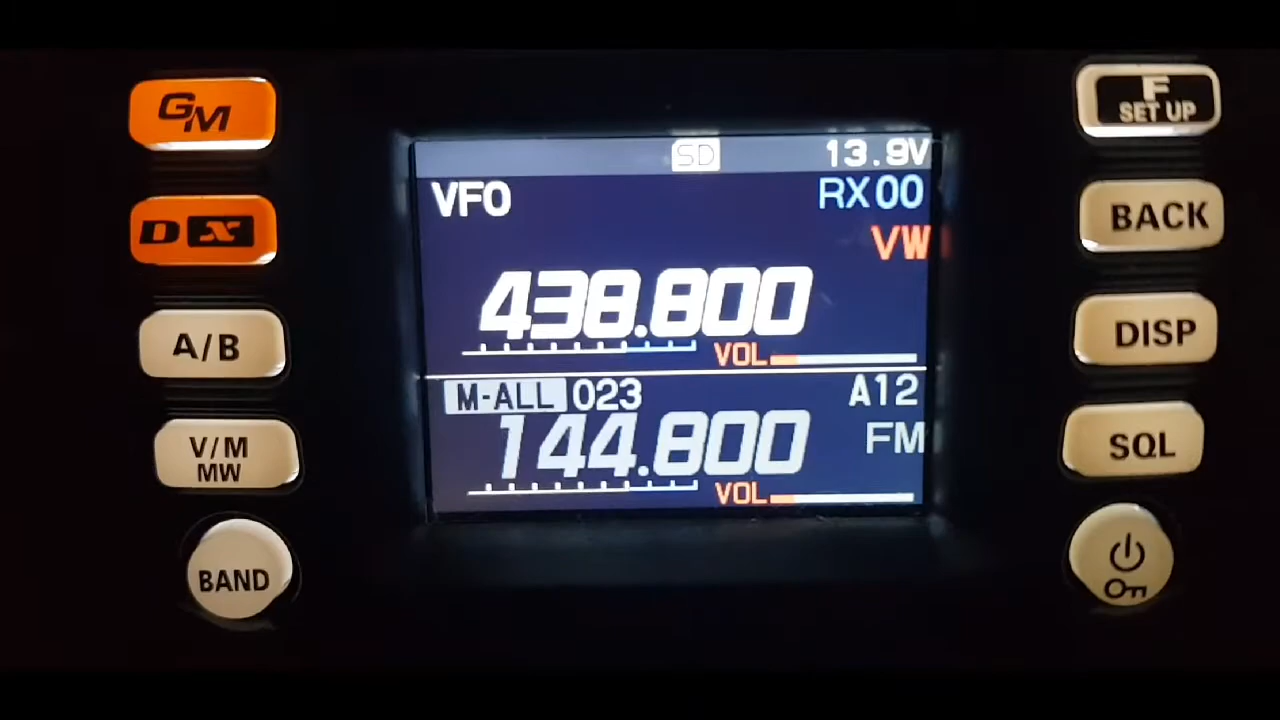 GM
DX
A/B
V/M
MW
BAND
SD 13.9V
VFO RX00
VW
438.800
VOL
M-ALL 023 A12
144.800 FM
VOL
F
SET UP
BACK
DISP
SQL